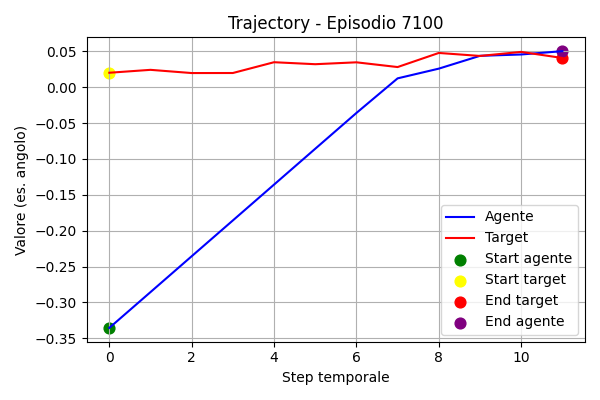 Trajectory - Episodio 7100
Valore (es. angolo)
0.05
0.00
−0.05
−0.10
−0.15
−0.20
−0.25
−0.30
−0.35
Agente
Target
Start agente
Start target
End target
End agente
0 2 4 6 8 10
Step temporale